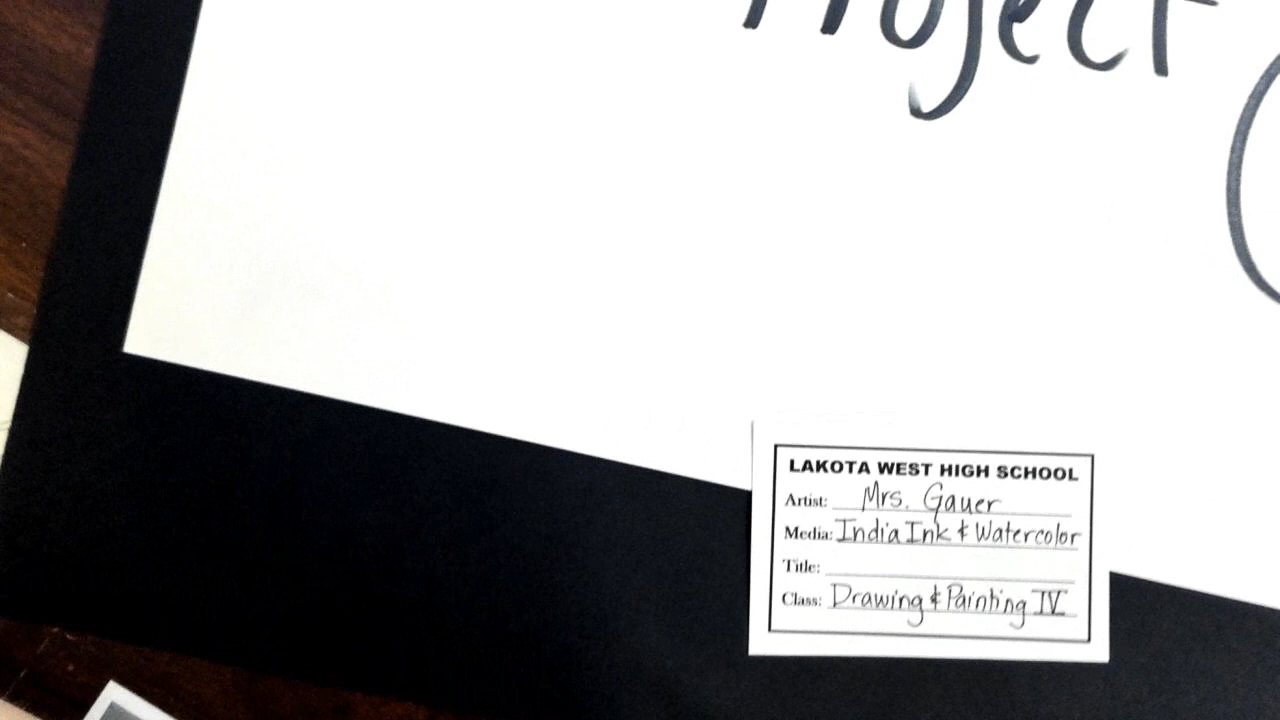 Project
LAKOTA WEST HIGH SCHOOL
Artist: Mrs. Gauer
Media: India Ink & Watercolor
Title:
Class: Drawing & Painting IV